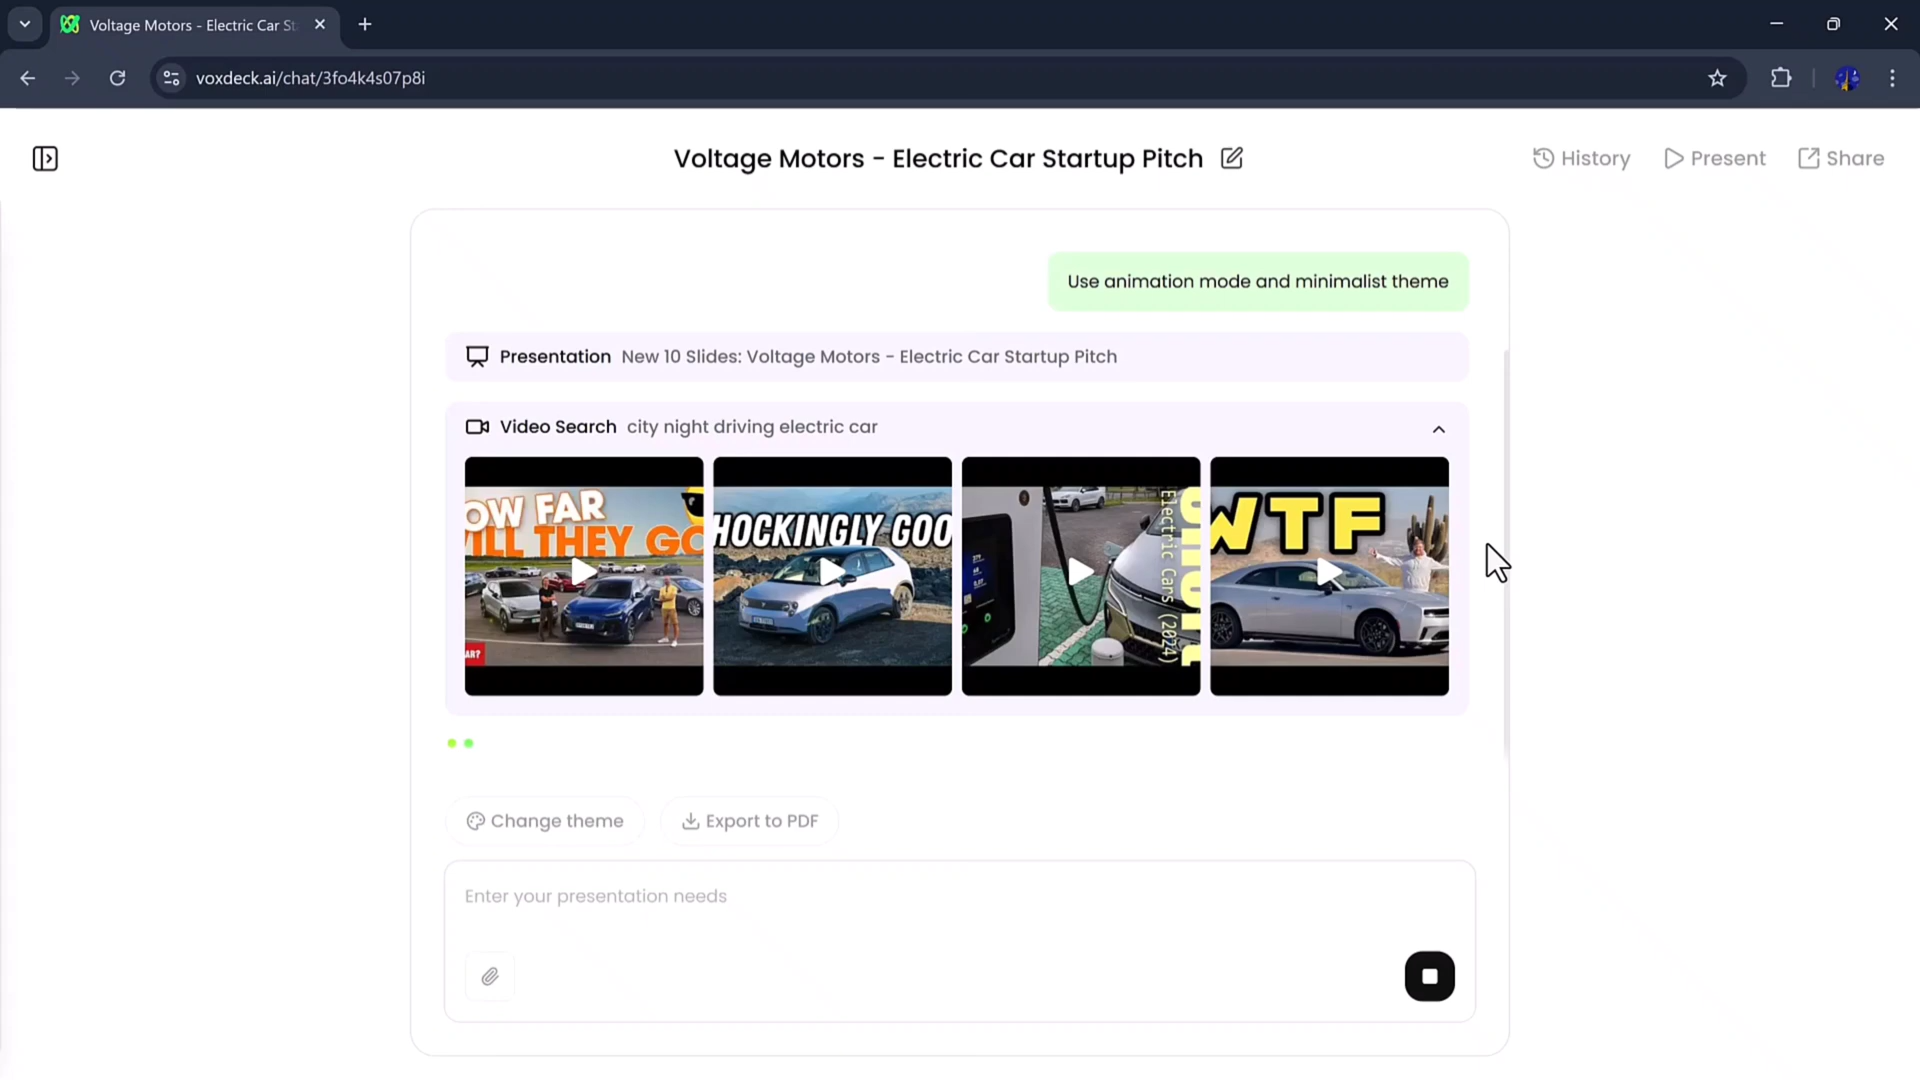 Voltage Motors - Electric Car St
voxdeck.ai/chat/3fo4k4s07p8i
Voltage Motors - Electric Car Startup Pitch
History
Present
Share
Use animation mode and minimalist theme
Presentation New 10 Slides: Voltage Motors - Electric Car Startup Pitch
Video Search city night driving electric car
OW FAR
ILL THEY GO
AR?
HOCKINGLY GOO
Electric Cars (2024)
WTF
Change theme
Export to PDF
Enter your presentation needs